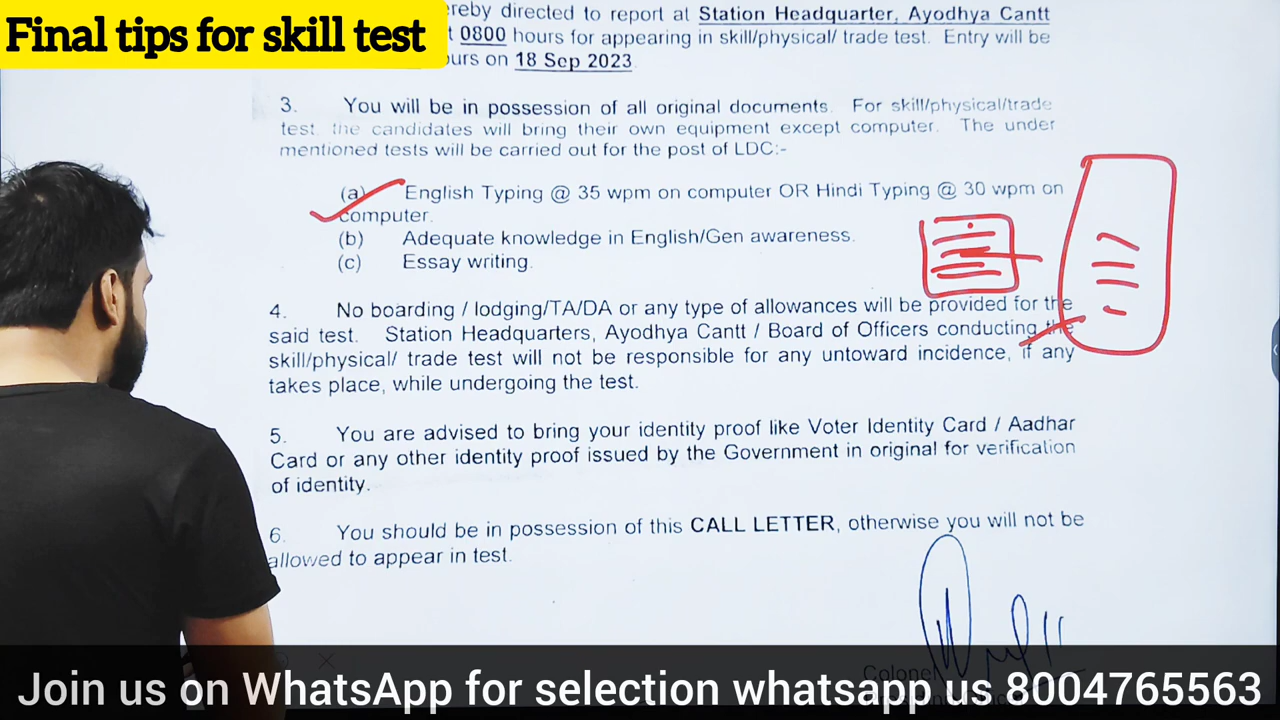 Final tips for skill test
ereby directed to report at Station Headquarter, Ayodhya Cantt
t 0800 hours for appearing in skill/physical/ trade test. Entry will be
ours on 18 Sep 2023
3. You will be in possession of all original documents. For skill/physical/trade
test, the candidates will bring their own equipment except computer. The under
mentioned tests will be carried out for the post of LDC:-
(a) English Typing @ 35 wpm on computer OR Hindi Typing @ 30 wpm on
computer.
(b) Adequate knowledge in English/Gen awareness.
(c) Essay writing.
4. No boarding / lodging/TA/DA or any type of allowances will be provided for the
said test. Station Headquarters, Ayodhya Cantt / Board of Officers conducting the
skill/physical/ trade test will not be responsible for any untoward incidence, if any
takes place, while undergoing the test.
5. You are advised to bring your identity proof like Voter Identity Card / Aadhar
Card or any other identity proof issued by the Government in original for verification
of identity.
6. You should be in possession of this CALL LETTER, otherwise you will not be
allowed to appear in test.
Colonel
Join us on WhatsApp for selection whatsapp us 8004765563